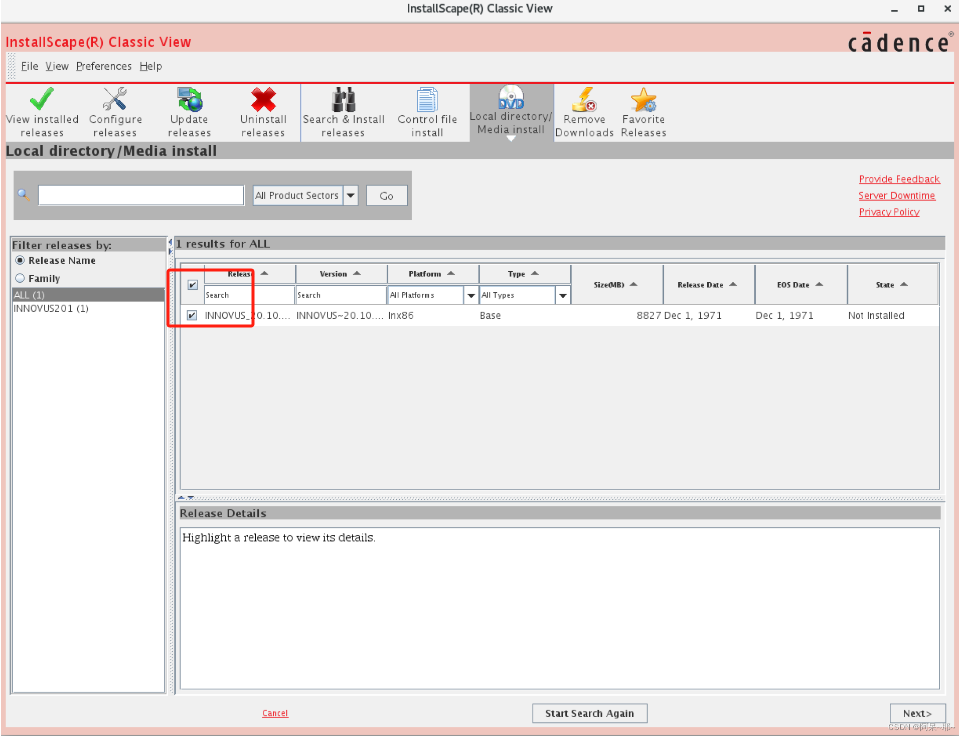 InstallScape(R) Classic View
InstallScape(R) Classic View
cādence®
File View Preferences Help
View installed releases
Configure releases
Update releases
Uninstall releases
Search & Install releases
Control file install
DVD
Local directory/ Media install
Remove Downloads
Favorite Releases
Local directory/Media install
All Product Sectors
Go
Provide Feedback
Server Downtime
Privacy Policy
Filter releases by:
Release Name
Family
ALL (1)
INNOVUS201 (1)
1 results for ALL
Release Version Platform Type Size(MB) Release Date EOS Date State
Search Search All Platforms All Types
INNOVUS_20.10.... INNOVUS~20.10.... lnx86 Base 8827 Dec 1, 1971 Dec 1, 1971 Not Installed
Release Details
Highlight a release to view its details.
Cancel
Start Search Again
Next>